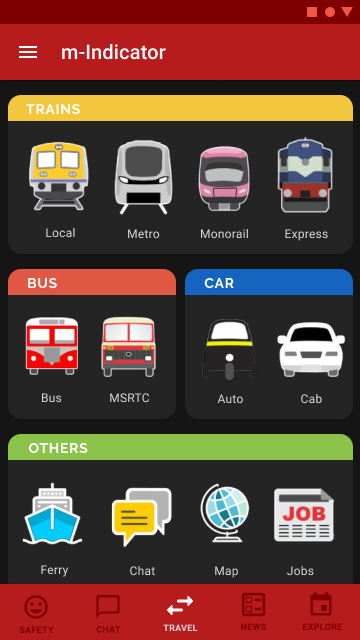 m-Indicator
TRAINS
Local Metro Monorail Express
BUS CAR
Bus MSRTC Auto Cab
OTHERS
JOB
Ferry Chat Map Jobs
SAFETY CHAT TRAVEL NEWS EXPLORE